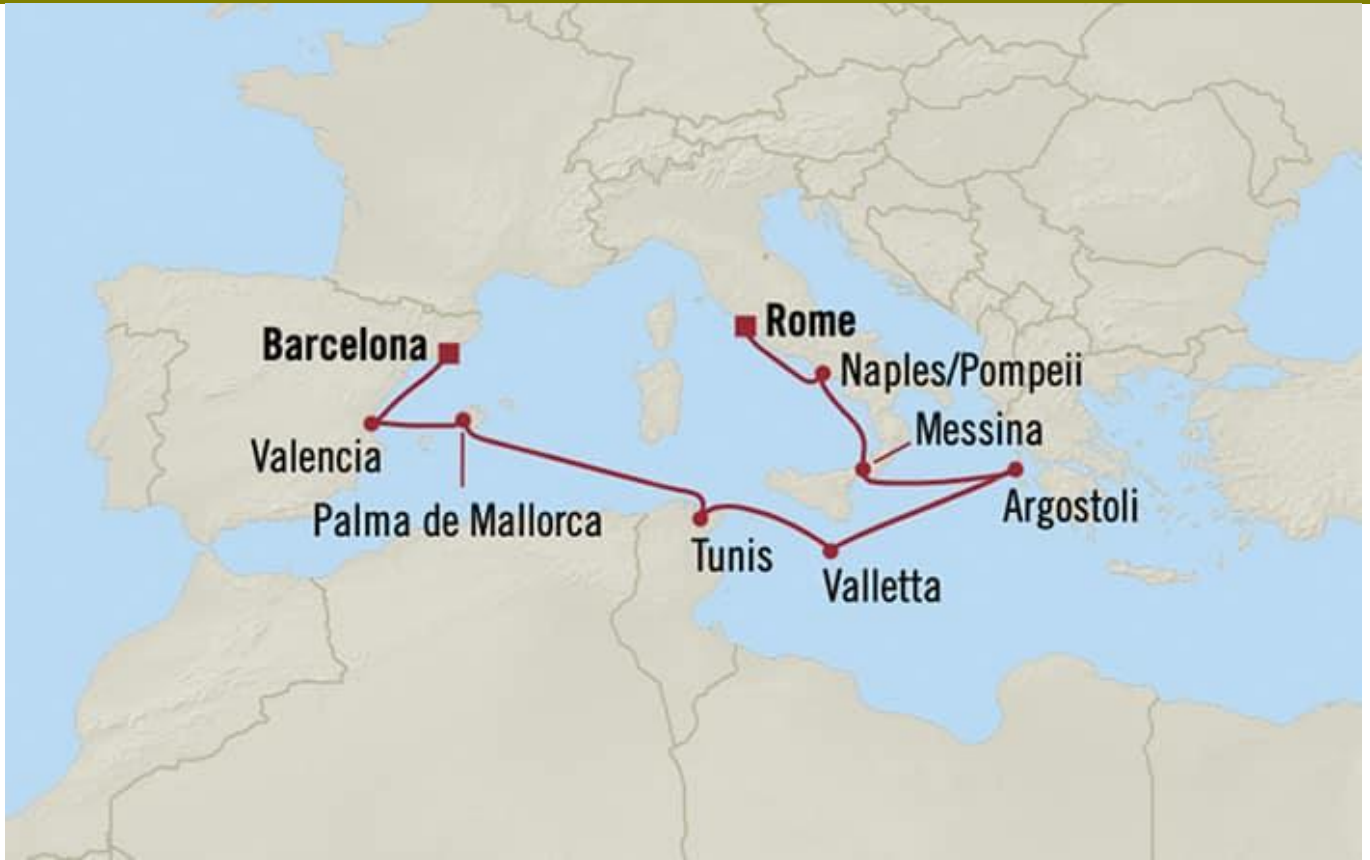 Rome
Barcelona
Naples/Pompeii
Messina
Valencia
Argostoli
Palma de Mallorca
Tunis
Valletta